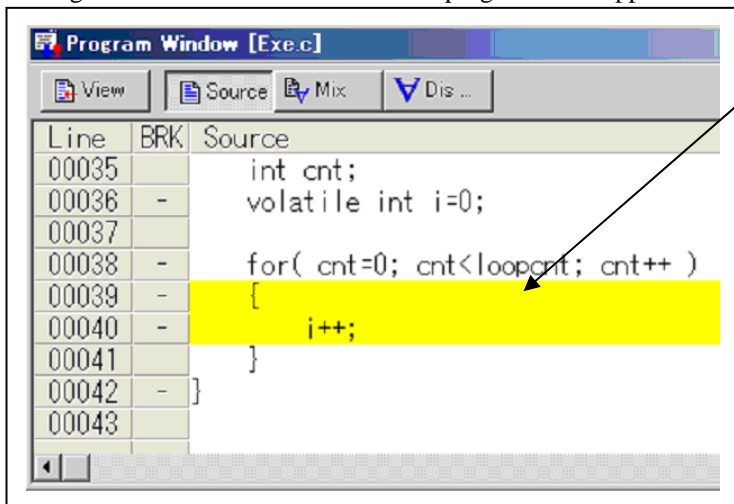 Program Window [Exe.c]
View Source Mix Dis ...
Line BRK Source
00035 int cnt;
00036 - volatile int i=0;
00037
00038 - for( cnt=0; cnt<loopcnt; cnt++ )
00039 - {
00040 - i++;
00041 }
00042 - }
00043